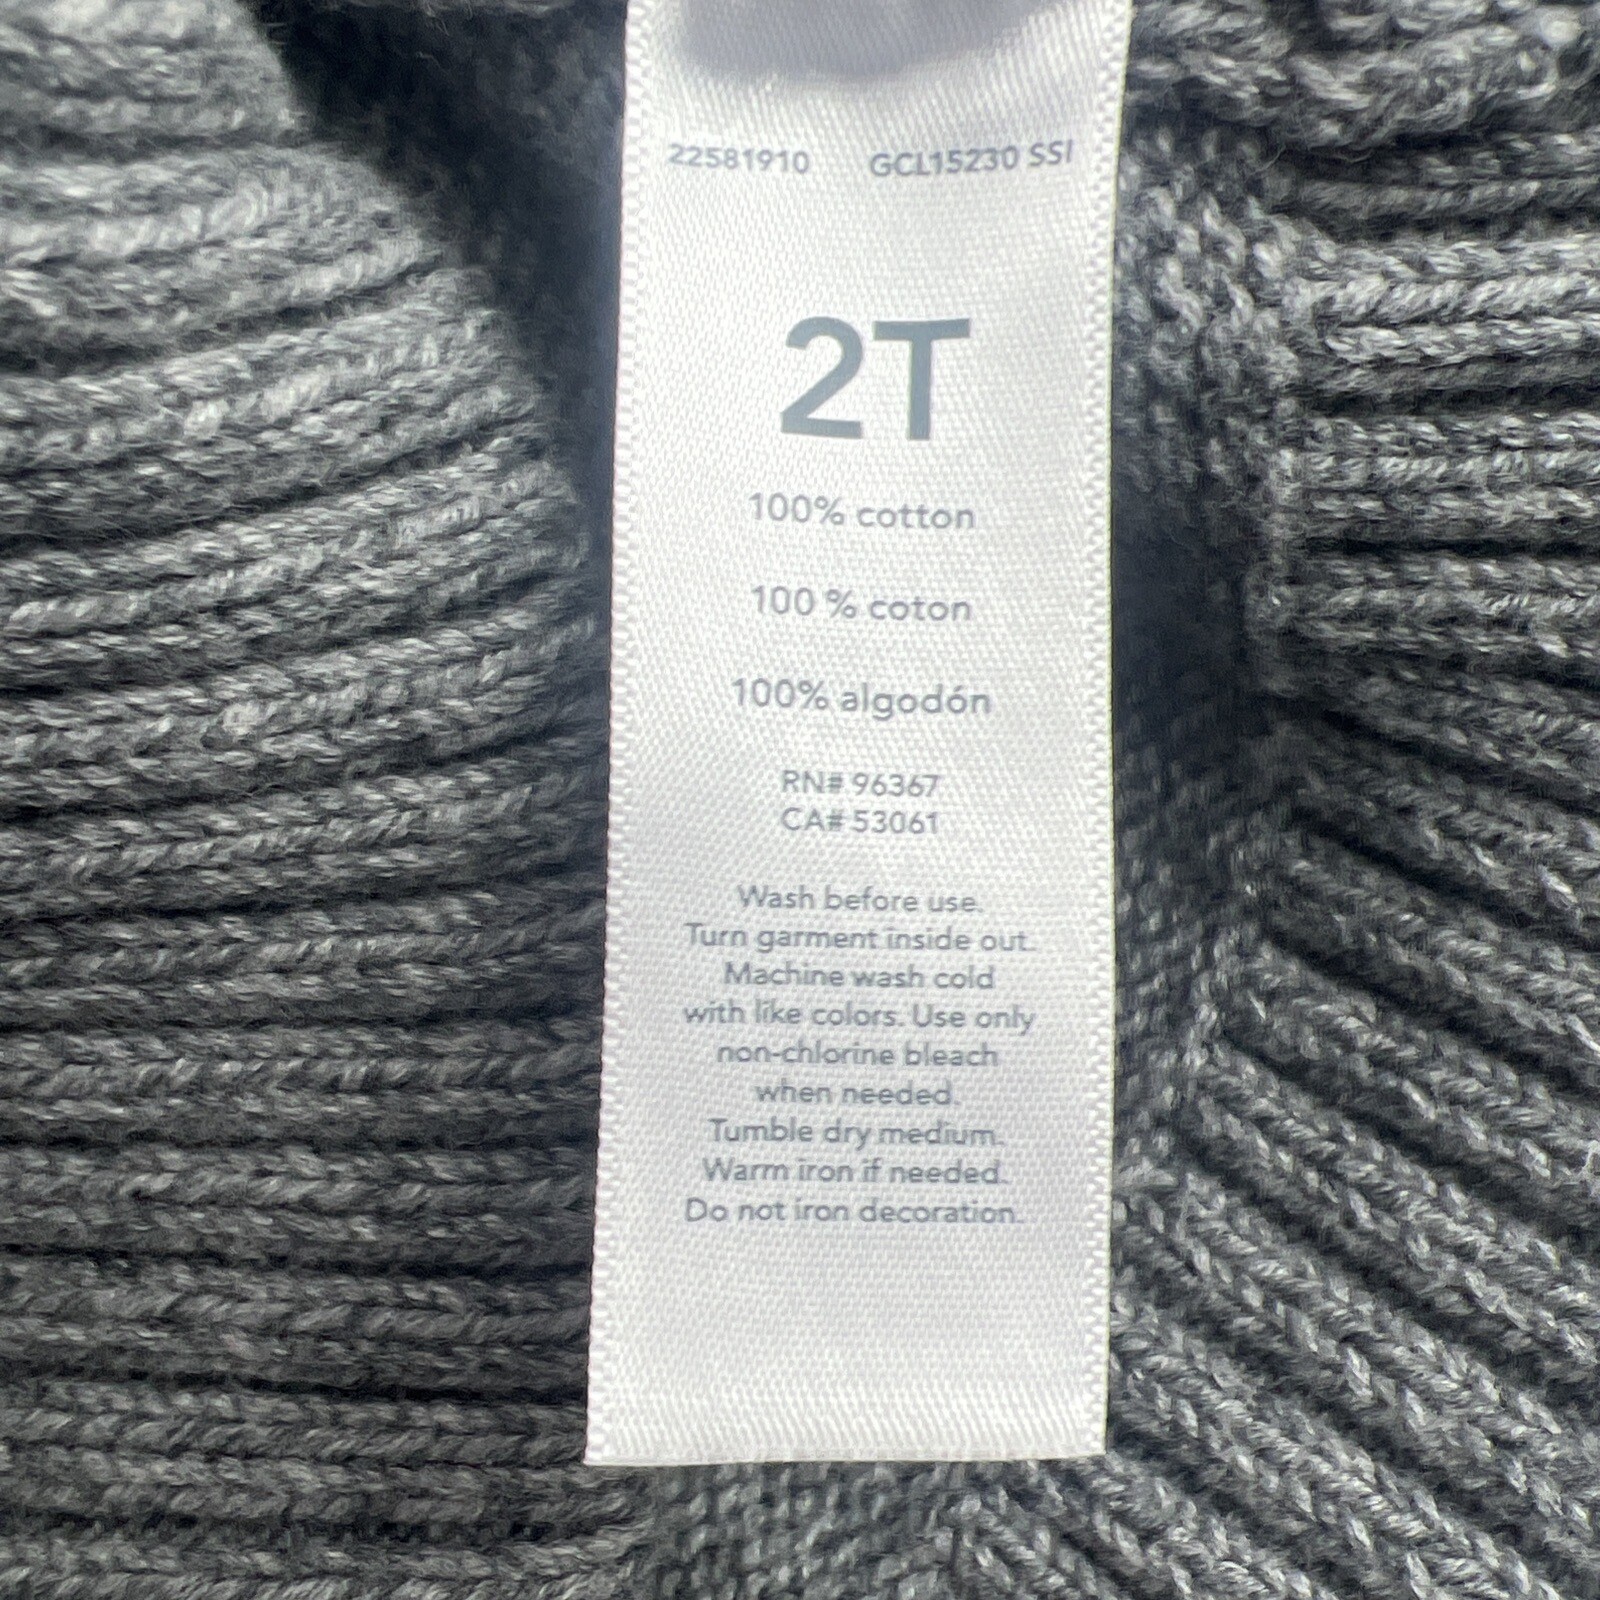 22581910 GCL15230 SSI
2T
100% cotton
100 % coton
100% algodón
RN# 96367
CA# 53061
Wash before use.
Turn garment inside out.
Machine wash cold
with like colors. Use only
non-chlorine bleach
when needed.
Tumble dry medium.
Warm iron if needed.
Do not iron decoration.